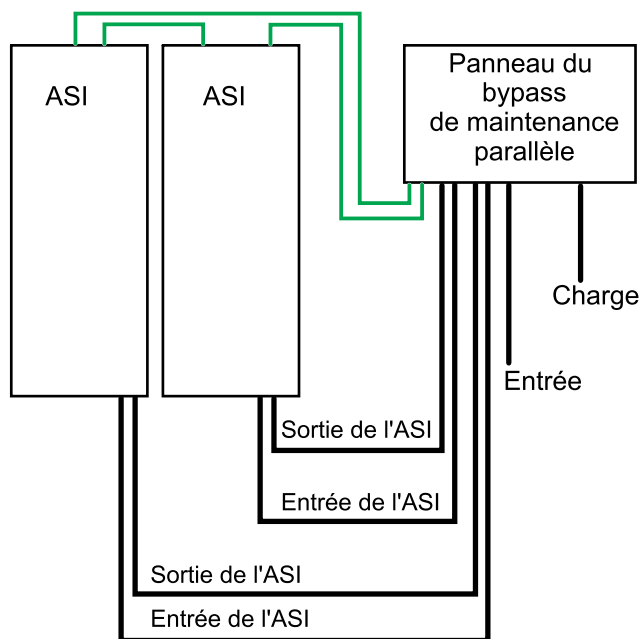 ASI
ASI
Panneau du
bypass
de maintenance
parallèle
Charge
Entrée
Sortie de l'ASI
Entrée de l'ASI
Sortie de l'ASI
Entrée de l'ASI